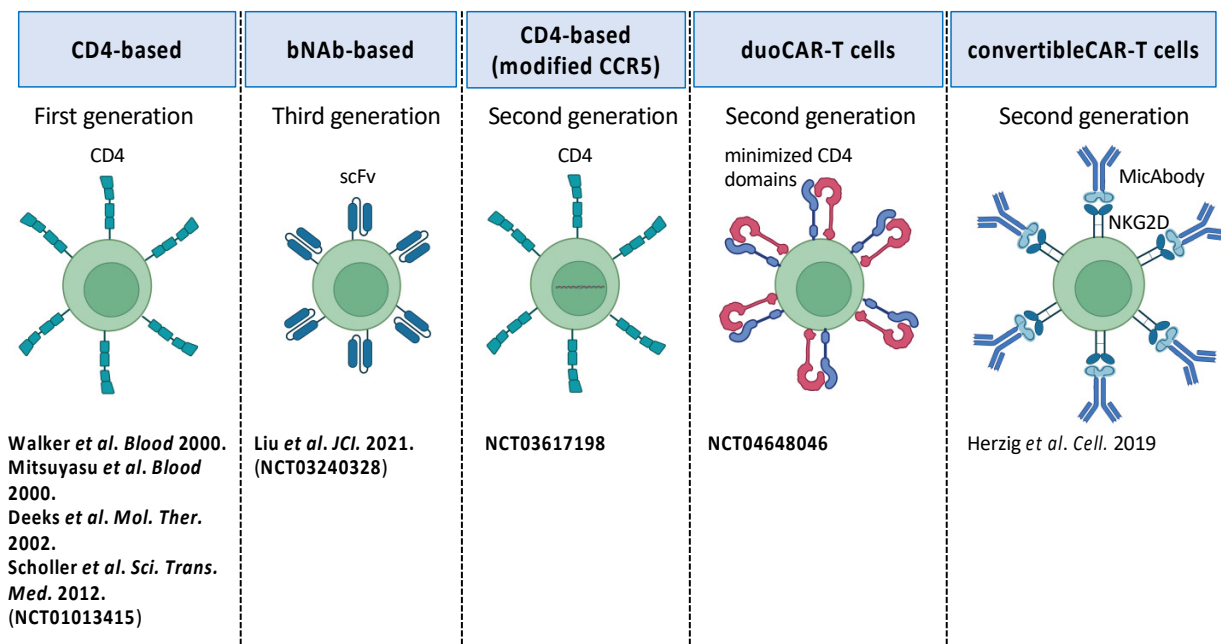 CD4-based
First generation
CD4
Walker et al. Blood 2000.
Mitsuyasu et al. Blood
2000.
Deeks et al. Mol. Ther.
2002.
Scholler et al. Sci. Trans.
Med. 2012.
(NCT01013415)
bNAb-based
Third generation
scFv
Liu et al. JCI. 2021.
(NCT03240328)
CD4-based
(modified CCR5)
Second generation
CD4
NCT03617198
duoCAR-T cells
Second generation
minimized CD4
domains
NCT04648046
convertibleCAR-T cells
Second generation
MicAbody
NKG2D
Herzig et al. Cell. 2019